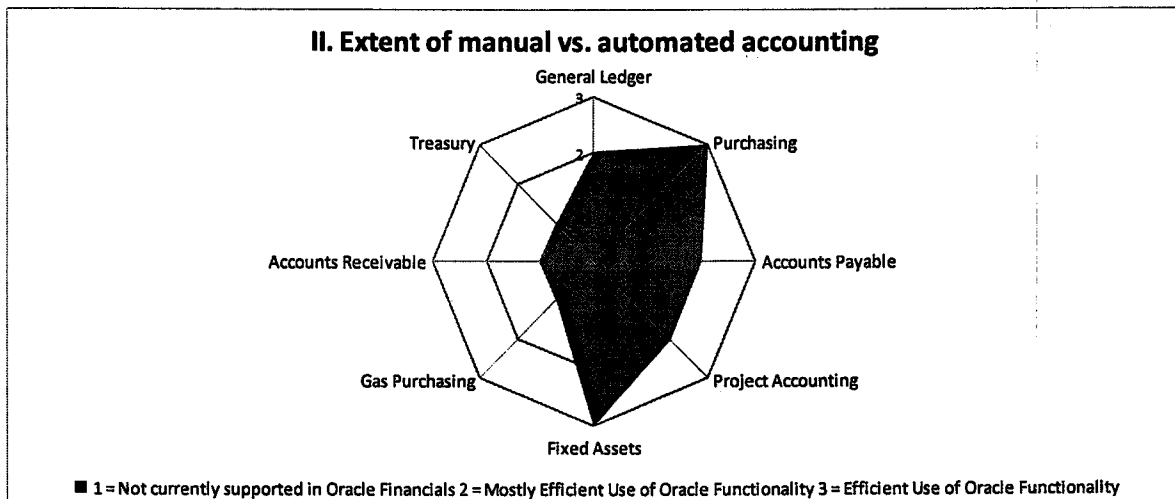 II. Extent of manual vs. automated accounting
General Ledger
3
Treasury
Purchasing
2
Accounts Receivable
Accounts Payable
Gas Purchasing
Project Accounting
Fixed Assets
1 = Not currently supported in Oracle Financials 2 = Mostly Efficient Use of Oracle Functionality 3 = Efficient Use of Oracle Functionality